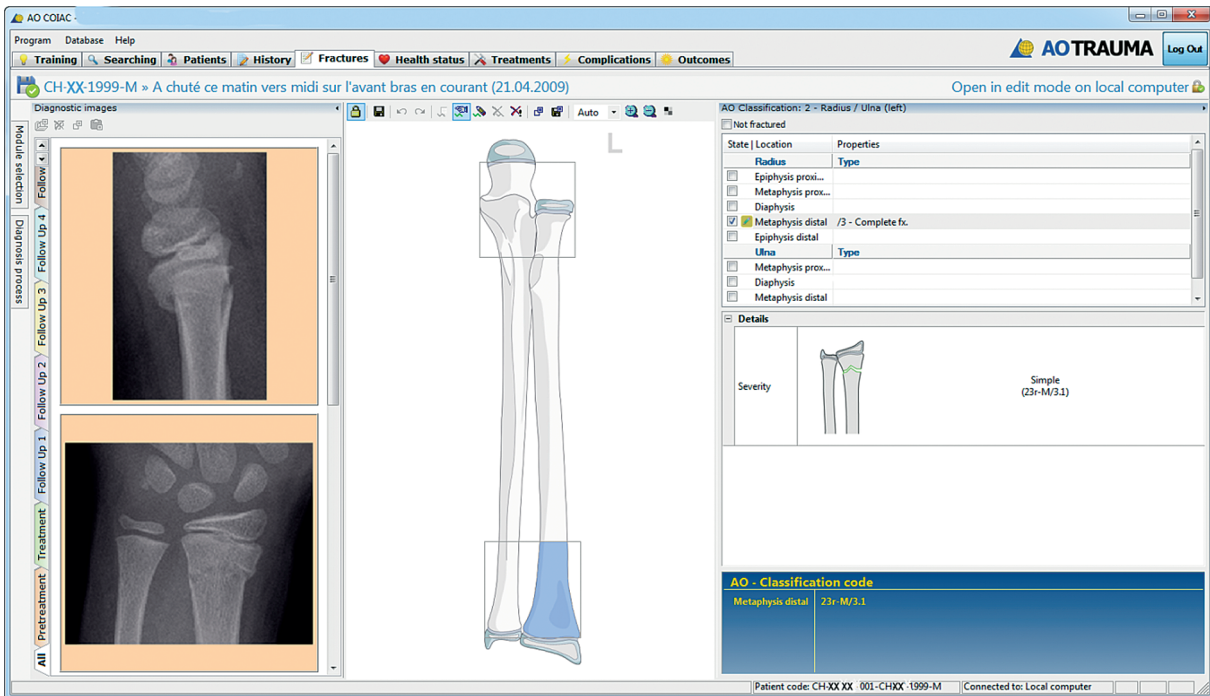 AO COIAC -
Program Database Help
Training Searching Patients History Fractures Health status Treatments Complications Outcomes
AOTRAUMA
Log Out
CH-XX-1999-M » A chuté ce matin vers midi sur l'avant bras en courant (21.04.2009)
Open in edit mode on local computer
Module selection
Diagnosis process
Diagnostic images
Follow
Follow Up 4
Follow Up 3
Follow Up 2
Follow Up 1
Treatment
Pretreatment
All
Auto
L
AO Classification: 2 - Radius / Ulna (left)
Not fractured
State | Location Properties
Radius Type
Epiphysis proxi...
Metaphysis prox...
Diaphysis
Metaphysis distal /3 - Complete fx.
Epiphysis distal
Ulna Type
Metaphysis prox...
Diaphysis
Metaphysis distal
Details
Severity
Simple
(23r-M/3.1)
AO - Classification code
Metaphysis distal 23r-M/3.1
Patient code: CH-XX XX 001-CHXX -1999-M Connected to: Local computer